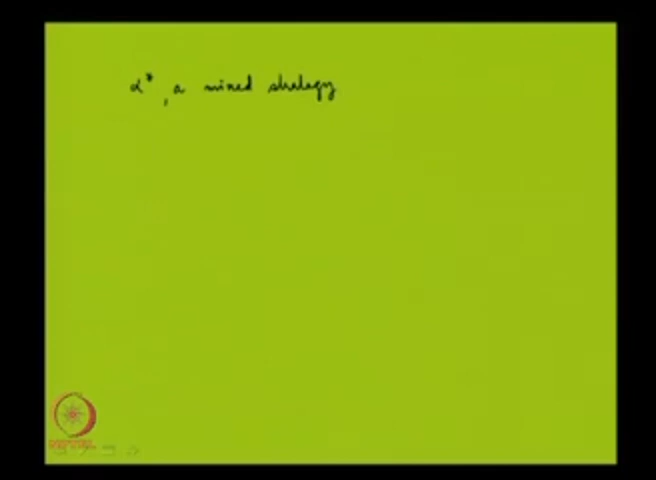 α*, a mixed strategy